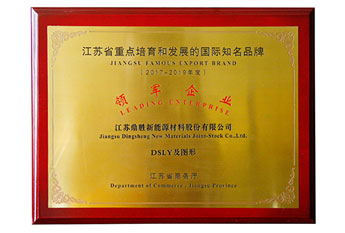 江苏省重点培育和发展的国际知名品牌
JIANGSU FAMOUS EXPORT BRAND
(2017-2019年度)
领军企业
LEADING ENTERPRISE
江苏鼎胜新能源材料股份有限公司
Jiangsu Dingsheng New Materials Joint-Stock Co.,Ltd.
DSLY及图形
江苏省商务厅
Department of Commerce, Jiangsu Province